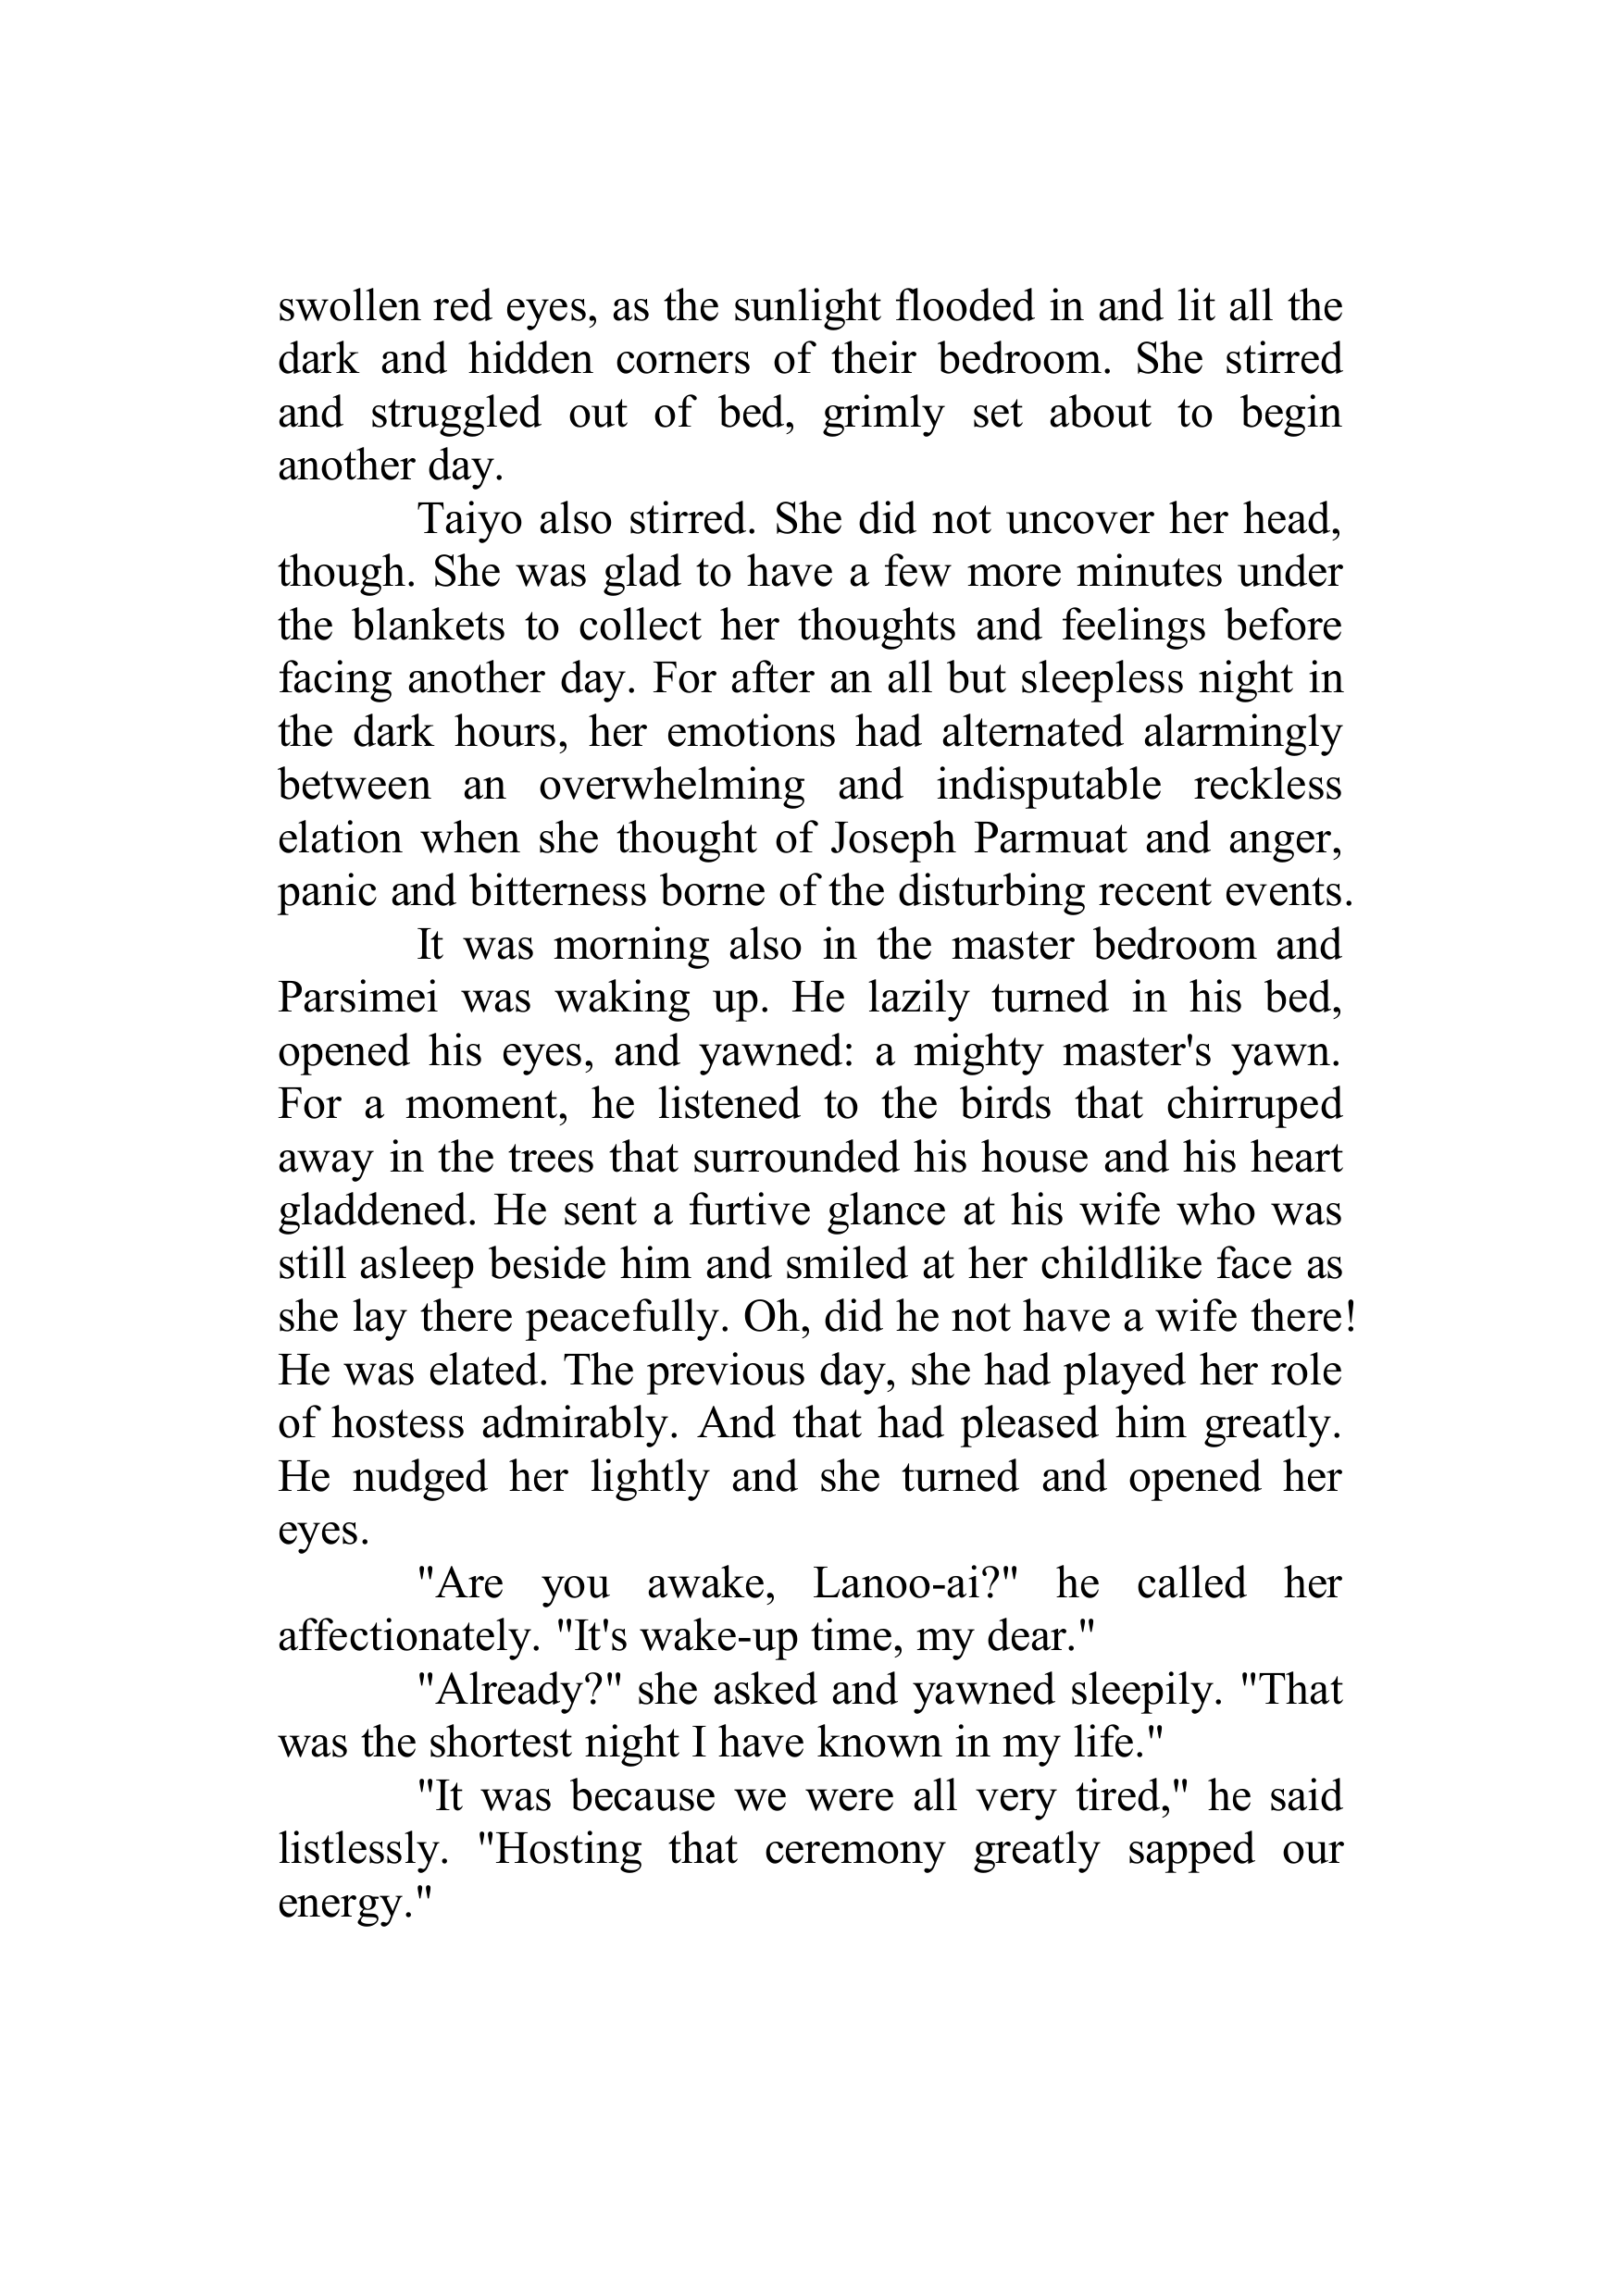 swollen red eyes, as the sunlight flooded in and lit all the
dark and hidden corners of their bedroom. She stirred
and struggled out of bed, grimly set about to begin
another day.
Taiyo also stirred. She did not uncover her head,
though. She was glad to have a few more minutes under
the blankets to collect her thoughts and feelings before
facing another day. For after an all but sleepless night in
the dark hours, her emotions had alternated alarmingly
between an overwhelming and indisputable reckless
elation when she thought of Joseph Parmuat and anger,
panic and bitterness borne of the disturbing recent events.
It was morning also in the master bedroom and
Parsimei was waking up. He lazily turned in his bed,
opened his eyes, and yawned: a mighty master's yawn.
For a moment, he listened to the birds that chirruped
away in the trees that surrounded his house and his heart
gladdened. He sent a furtive glance at his wife who was
still asleep beside him and smiled at her childlike face as
she lay there peacefully. Oh, did he not have a wife there!
He was elated. The previous day, she had played her role
of hostess admirably. And that had pleased him greatly.
He nudged her lightly and she turned and opened her
eyes.
"Are you awake, Lanoo-ai?" he called her
affectionately. "It's wake-up time, my dear."
"Already?" she asked and yawned sleepily. "That
was the shortest night I have known in my life."
"It was because we were all very tired," he said
listlessly. "Hosting that ceremony greatly sapped our
energy."